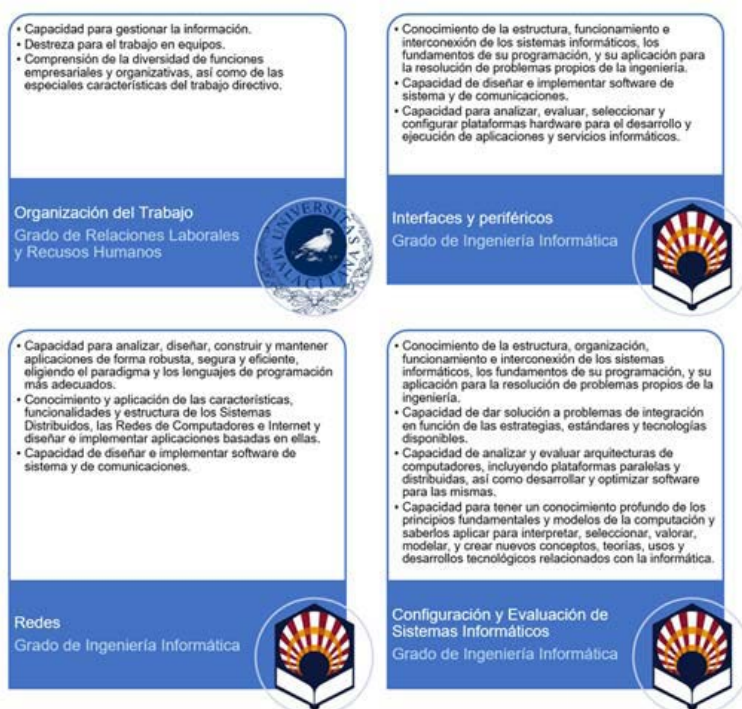 • Capacidad para gestionar la información.
• Destreza para el trabajo en equipos.
• Comprensión de la diversidad de funciones
empresariales y organizativas, así como de las
especiales características del trabajo directivo.
Organización del Trabajo
Grado de Relaciones Laborales
y Recusos Humanos
UNIVERSITAS
MALACITANA
• Conocimiento de la estructura, funcionamiento e
interconexión de los sistemas informáticos, los
fundamentos de su programación, y su aplicación para
la resolución de problemas propios de la ingeniería.
• Capacidad de diseñar e implementar software de
sistema y de comunicaciones.
• Capacidad para analizar, evaluar, seleccionar y
configurar plataformas hardware para el desarrollo y
ejecución de aplicaciones y servicios informáticos.
Interfaces y periféricos
Grado de Ingeniería Informática
• Capacidad para analizar, diseñar, construir y mantener
aplicaciones de forma robusta, segura y eficiente,
eligiendo el paradigma y los lenguajes de programación
más adecuados.
• Conocimiento y aplicación de las características,
funcionalidades y estructura de los Sistemas
Distribuidos, las Redes de Computadores e Internet y
diseñar e implementar aplicaciones basadas en ellas.
• Capacidad de diseñar e implementar software de
sistema y de comunicaciones.
Redes
Grado de Ingeniería Informática
• Conocimiento de la estructura, organización,
funcionamiento e interconexión de los sistemas
informáticos, los fundamentos de su programación, y su
aplicación para la resolución de problemas propios de la
ingeniería.
• Capacidad de dar solución a problemas de integración
en función de las estrategias, estándares y tecnologías
disponibles.
• Capacidad de analizar y evaluar arquitecturas de
computadores, incluyendo plataformas paralelas y
distribuidas, así como desarrollar y optimizar software
para las mismas.
• Capacidad para tener un conocimiento profundo de los
principios fundamentales y modelos de la computación y
saberlos aplicar para interpretar, seleccionar, valorar,
modelar, y crear nuevos conceptos, teorías, usos y
desarrollos tecnológicos relacionados con la informática.
Configuración y Evaluación de
Sistemas Informáticos
Grado de Ingeniería Informática